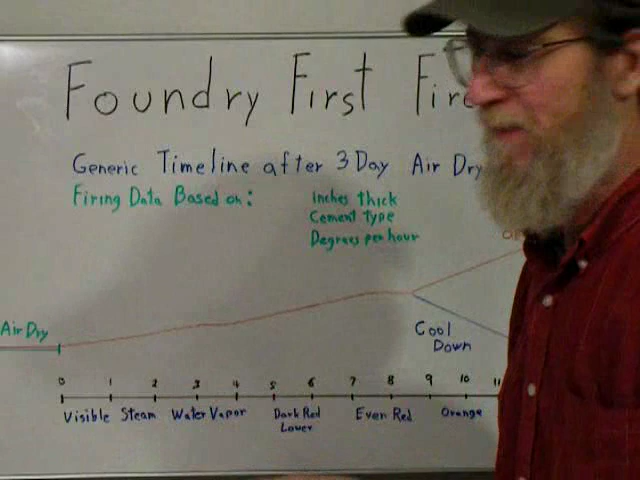 Foundry First Fire
Generic Timeline after 3 Day Air Dry
Firing Data Based on:
Inches thick
Cement type
Degrees per hour
Air Dry
Cool
Down
0 1 2 3 4 5 6 7 8 9 10 11
Visible Steam Water Vapor Dark Red Even Red Orange
Lower